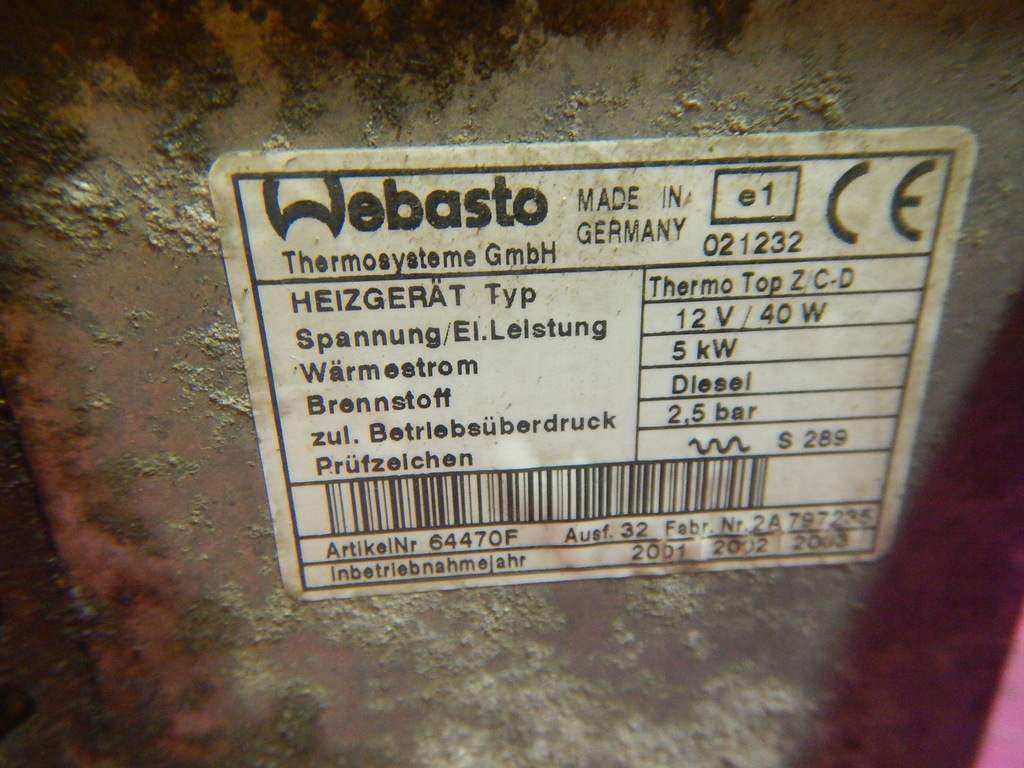 Webasto
Thermosysteme GmbH
MADE IN
GERMANY
e1
021232
CE
HEIZGERÄT Typ Thermo Top Z/C-D
Spannung/El.Leistung 12 V / 40 W
Wärmestrom 5 kW
Brennstoff Diesel
zul. Betriebsüberdruck 2,5 bar
Prüfzeichen S 289
ArtikelNr 64470F Ausf. 32 Fabr. Nr.2A 797235
Inbetriebnahmejahr 2001 2002 2003